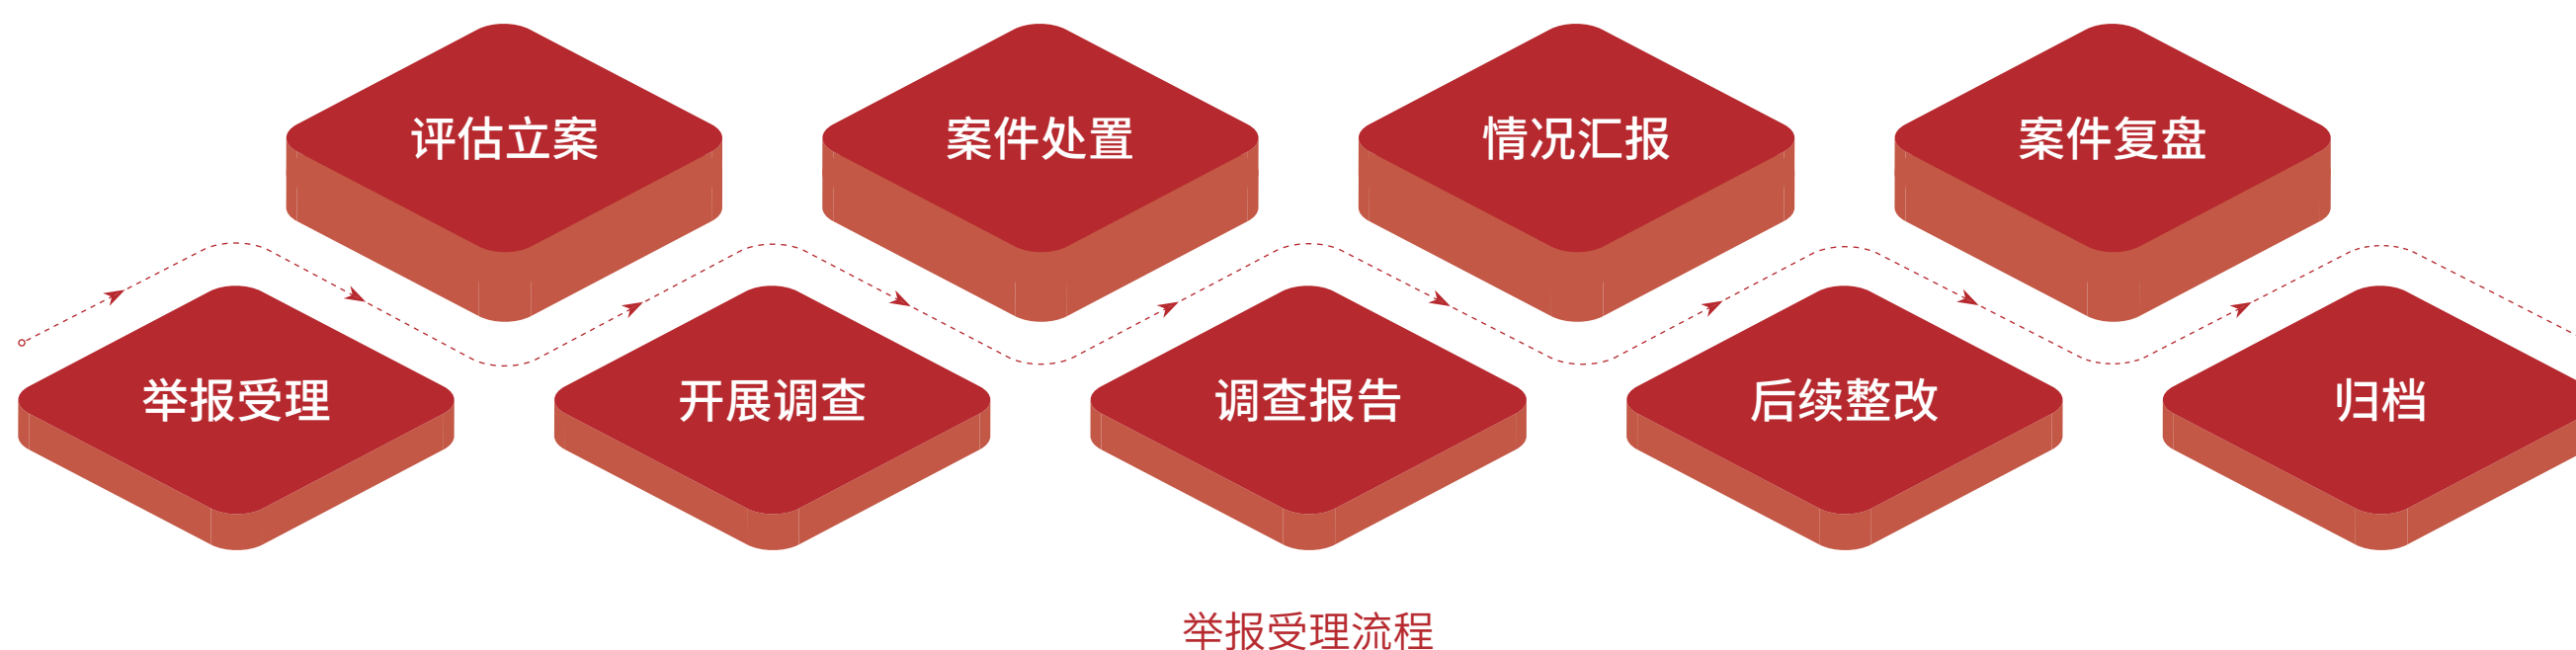 评估立案
案件处置
情况汇报
案件复盘
举报受理
开展调查
调查报告
后续整改
归档
举报受理流程